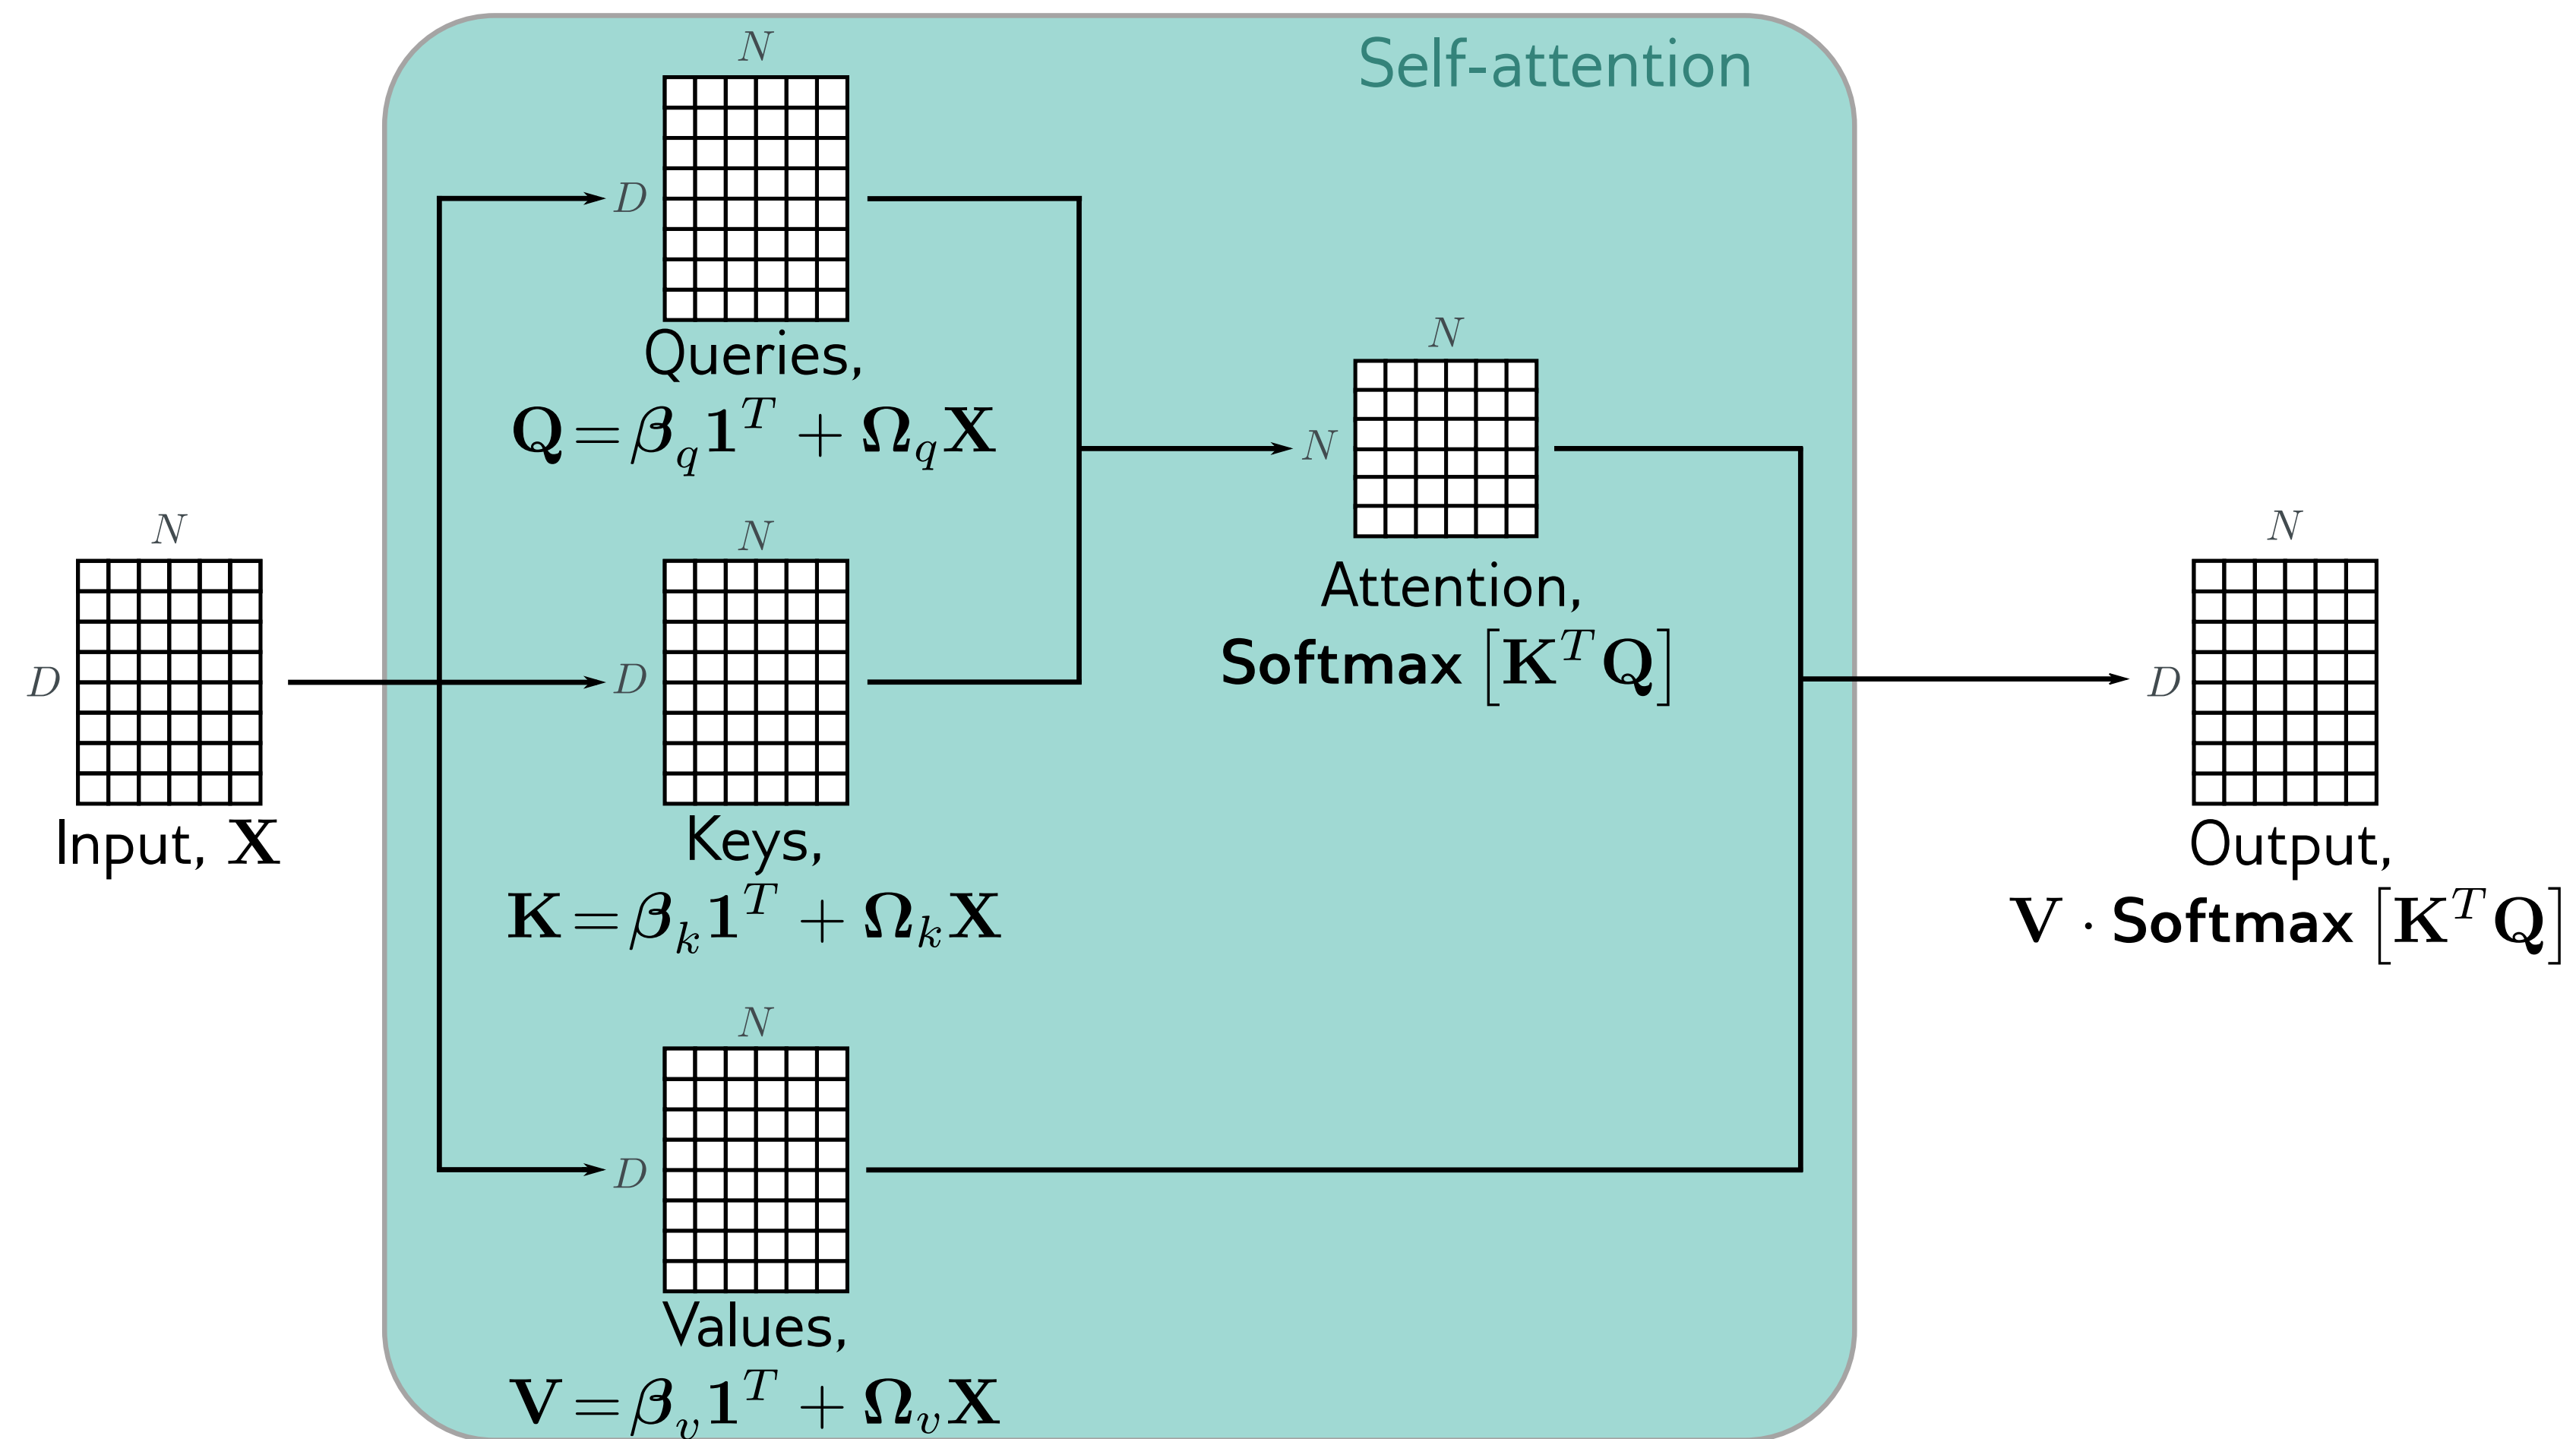 Self-attention
N
D
Queries,
Q = β_q 1^T + Ω_q X
N
D
Input, X
N
D
Keys,
K = β_k 1^T + Ω_k X
N
D
Values,
V = β_v 1^T + Ω_v X
N
N
Attention,
Softmax [K^T Q]
N
D
Output,
V · Softmax [K^T Q]